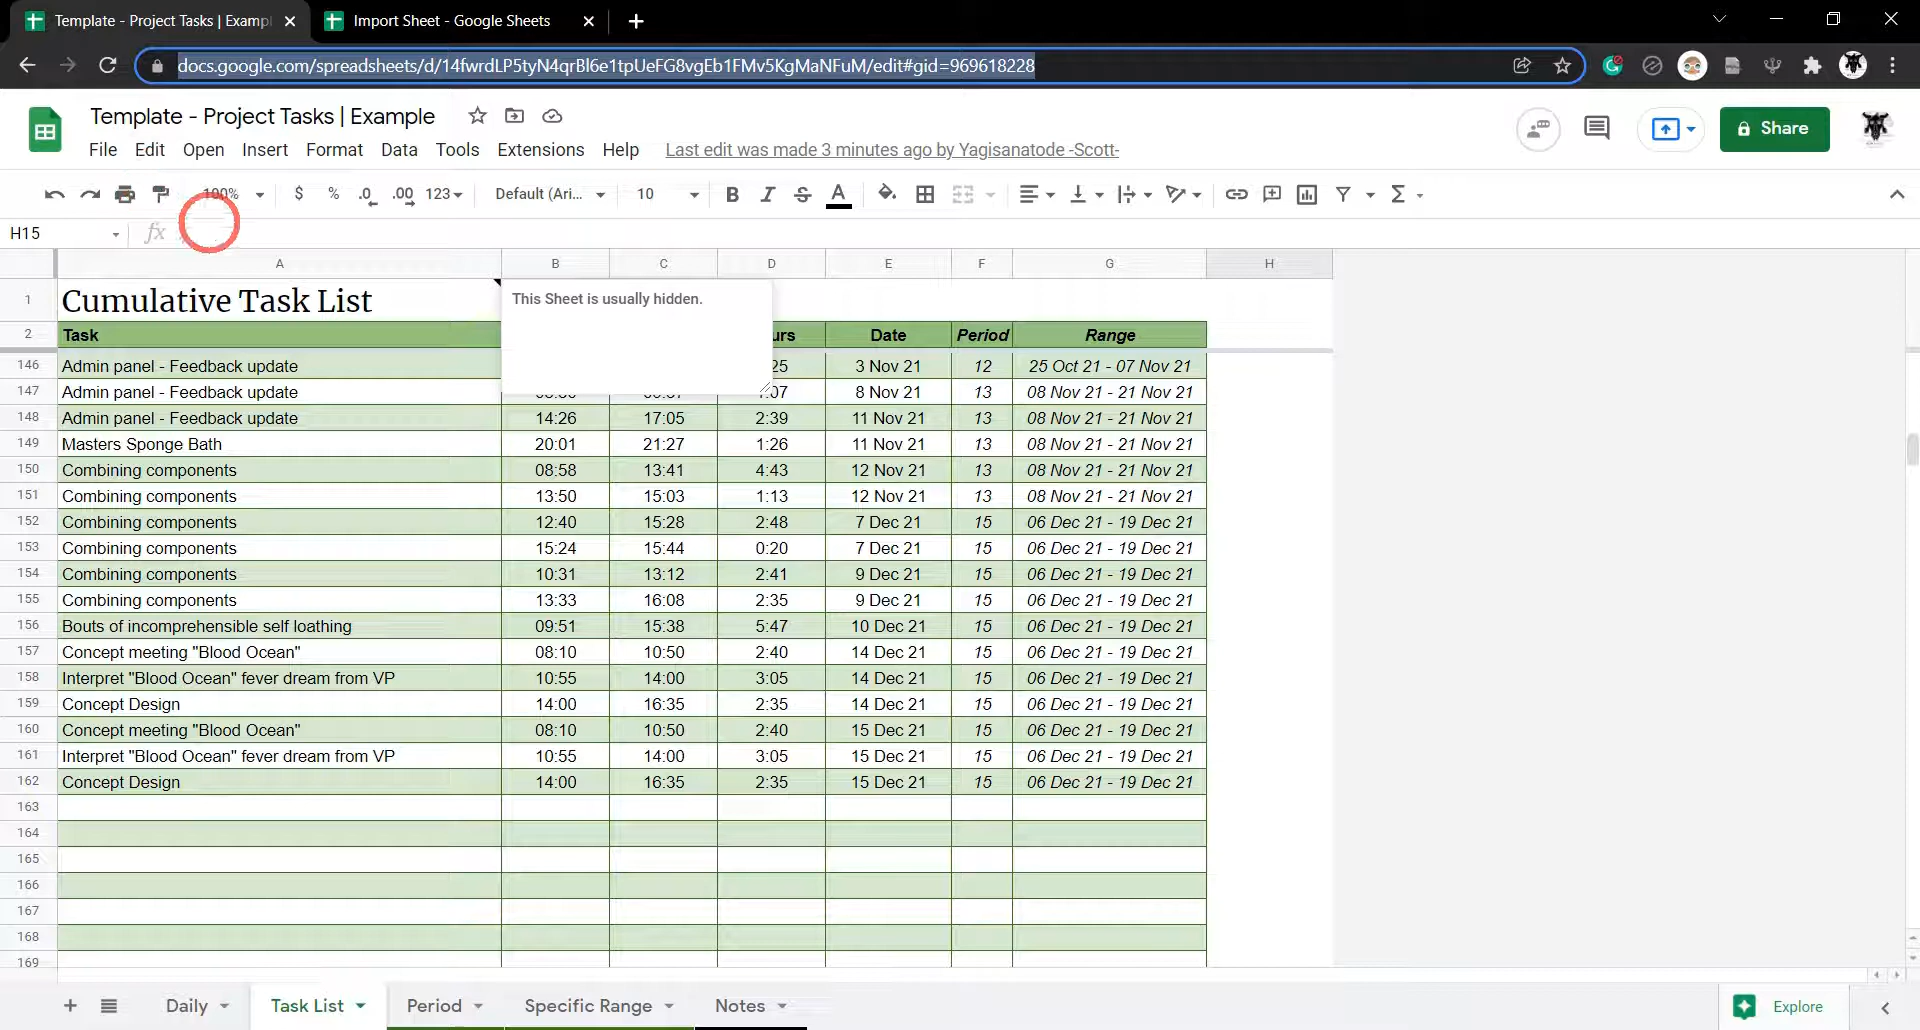 Template - Project Tasks | Examp
Import Sheet - Google Sheets
docs.google.com/spreadsheets/d/14fwrdLP5tyN4qrBl6e1tpUeFG8vgEb1FMv5KgMaNFuM/edit#gid=969618228
Template - Project Tasks | Example
Share
File Edit Open Insert Format Data Tools Extensions Help Last edit was made 3 minutes ago by Yagisanatode -Scott-
100% $ % .0 .00 123 Default (Ari... 10 B I S A Σ
H15 fx
A B C D E F G H
1 Cumulative Task List
This Sheet is usually hidden.
2 Task urs Date Period Range
146 Admin panel - Feedback update 25 3 Nov 21 12 25 Oct 21 - 07 Nov 21
147 Admin panel - Feedback update :07 8 Nov 21 13 08 Nov 21 - 21 Nov 21
148 Admin panel - Feedback update 14:26 17:05 2:39 11 Nov 21 13 08 Nov 21 - 21 Nov 21
149 Masters Sponge Bath 20:01 21:27 1:26 11 Nov 21 13 08 Nov 21 - 21 Nov 21
150 Combining components 08:58 13:41 4:43 12 Nov 21 13 08 Nov 21 - 21 Nov 21
151 Combining components 13:50 15:03 1:13 12 Nov 21 13 08 Nov 21 - 21 Nov 21
152 Combining components 12:40 15:28 2:48 7 Dec 21 15 06 Dec 21 - 19 Dec 21
153 Combining components 15:24 15:44 0:20 7 Dec 21 15 06 Dec 21 - 19 Dec 21
154 Combining components 10:31 13:12 2:41 9 Dec 21 15 06 Dec 21 - 19 Dec 21
155 Combining components 13:33 16:08 2:35 9 Dec 21 15 06 Dec 21 - 19 Dec 21
156 Bouts of incomprehensible self loathing 09:51 15:38 5:47 10 Dec 21 15 06 Dec 21 - 19 Dec 21
157 Concept meeting "Blood Ocean" 08:10 10:50 2:40 14 Dec 21 15 06 Dec 21 - 19 Dec 21
158 Interpret "Blood Ocean" fever dream from VP 10:55 14:00 3:05 14 Dec 21 15 06 Dec 21 - 19 Dec 21
159 Concept Design 14:00 16:35 2:35 14 Dec 21 15 06 Dec 21 - 19 Dec 21
160 Concept meeting "Blood Ocean" 08:10 10:50 2:40 15 Dec 21 15 06 Dec 21 - 19 Dec 21
161 Interpret "Blood Ocean" fever dream from VP 10:55 14:00 3:05 15 Dec 21 15 06 Dec 21 - 19 Dec 21
162 Concept Design 14:00 16:35 2:35 15 Dec 21 15 06 Dec 21 - 19 Dec 21
163
164
165
166
167
168
169
Daily Task List Period Specific Range Notes Explore